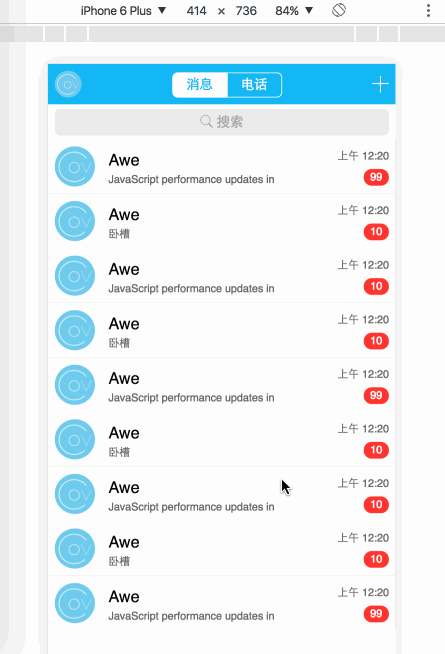 iPhone 6 Plus ▼ 414 × 736 84% ▼
消息 电话
搜索
Awe 上午 12:20
JavaScript performance updates in 99
Awe 上午 12:20
卧槽 10
Awe 上午 12:20
JavaScript performance updates in 10
Awe 上午 12:20
卧槽 10
Awe 上午 12:20
JavaScript performance updates in 99
Awe 上午 12:20
卧槽 10
Awe 上午 12:20
JavaScript performance updates in 10
Awe 上午 12:20
卧槽 10
Awe 上午 12:20
JavaScript performance updates in 99